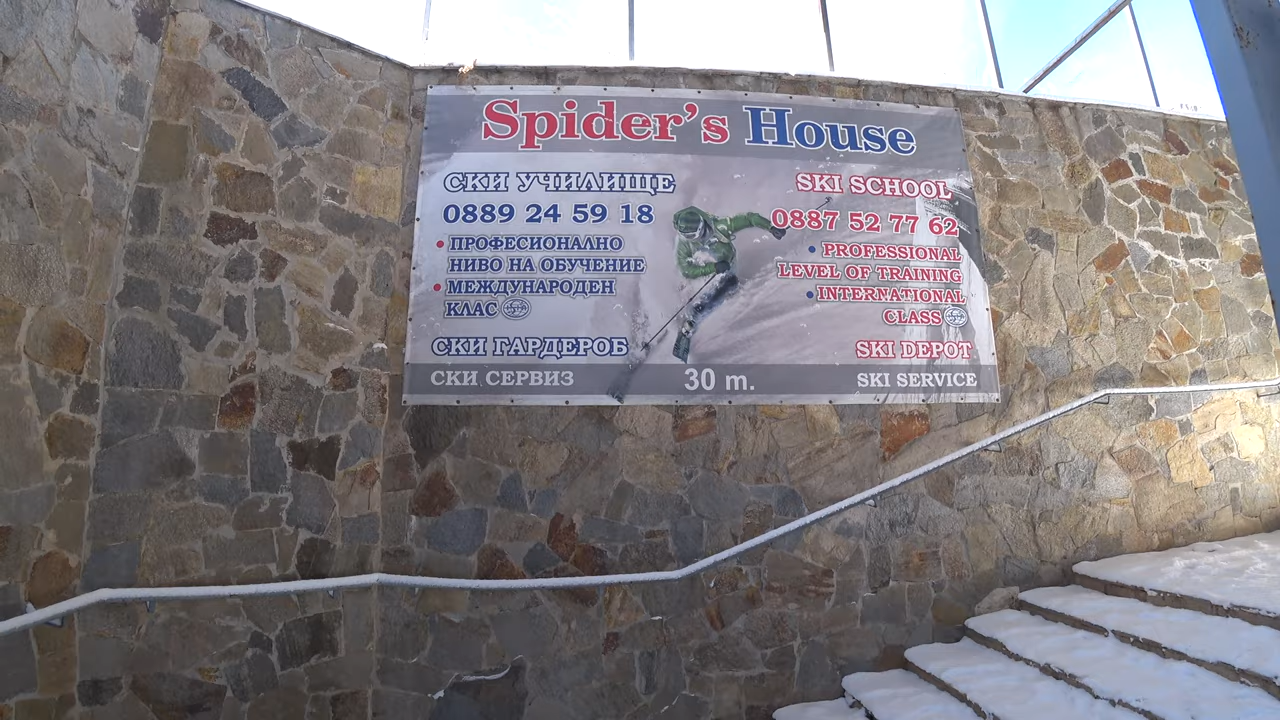 Spider's House
СКИ УЧИЛИЩЕ
0889 24 59 18
• ПРОФЕСИОНАЛНО
НИВО НА ОБУЧЕНИЕ
• МЕЖДУНАРОДЕН
КЛАС
СКИ ГАРДЕРОБ
СКИ СЕРВИЗ
30 m.
SKI SCHOOL
0887 52 77 62
• PROFESSIONAL
LEVEL OF TRAINING
• INTERNATIONAL
CLASS
SKI DEPOT
SKI SERVICE